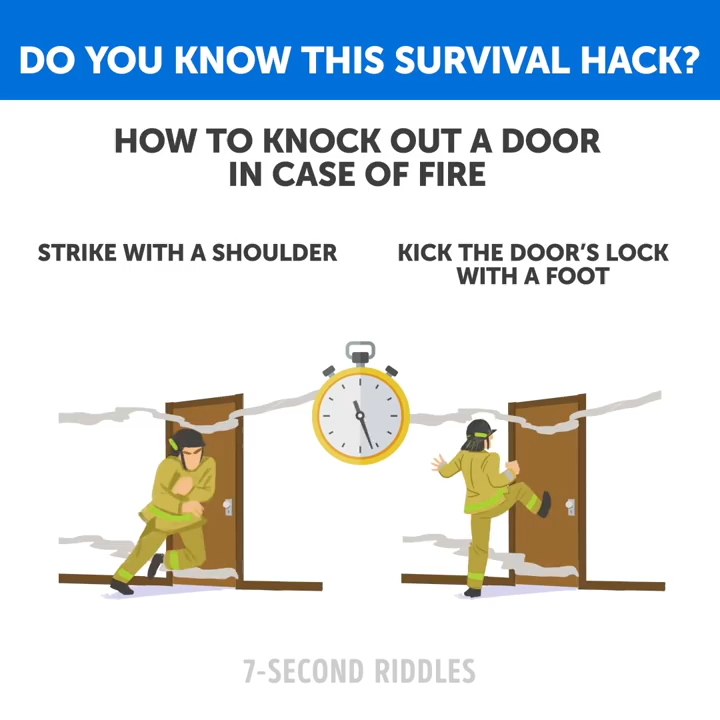 DO YOU KNOW THIS SURVIVAL HACK?
HOW TO KNOCK OUT A DOOR
IN CASE OF FIRE
STRIKE WITH A SHOULDER
KICK THE DOOR'S LOCK
WITH A FOOT
7-SECOND RIDDLES